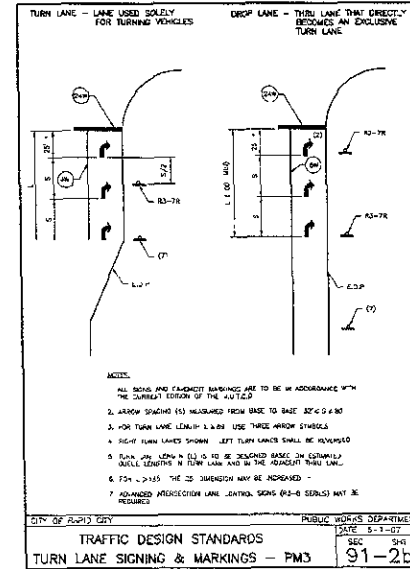 TURN LANE – LANE USED SOLELY
FOR TURNING VEHICLES
DROP LANE – THRU LANE THAT DIRECTLY
BECOMES AN EXCLUSIVE
TURN LANE
24W
24W
(2)
25'
25
S/2
S
S
S
S
L
R3-7R
R3-7R
R3-7R
(7)
(7)
E.O.P
E.O.P
NOTES
ALL SIGNS AND PAVEMENT MARKINGS ARE TO BE IN ACCORDANCE WITH
THE CURRENT EDITION OF THE M.U.T.C.D
2. ARROW SPACING (S) MEASURED FROM BASE TO BASE
3. FOR TURN LANE LENGTH USE THREE ARROW SYMBOLS
4 RIGHT TURN LANES SHOWN LEFT TURN LANES SHALL BE REVERSED
5 TURN LANE LENGTH (L) IS TO BE DESIGNED BASED ON ESTIMATED
QUEUE LENGTHS IN TURN LANE AND IN THE ADJACENT THRU LANE
6. FOR THE 25 DIMENSION MAY BE INCREASED
7 ADVANCED INTERSECTION LANE CONTROL SIGNS (R3-8 SERIES) MAY BE
REQUIRED
CITY OF RAPID CITY
PUBLIC WORKS DEPARTMENT
TRAFFIC DESIGN STANDARDS
TURN LANE SIGNING & MARKINGS – PM3
DATE 5-1-07
SEC SHT
91-2b